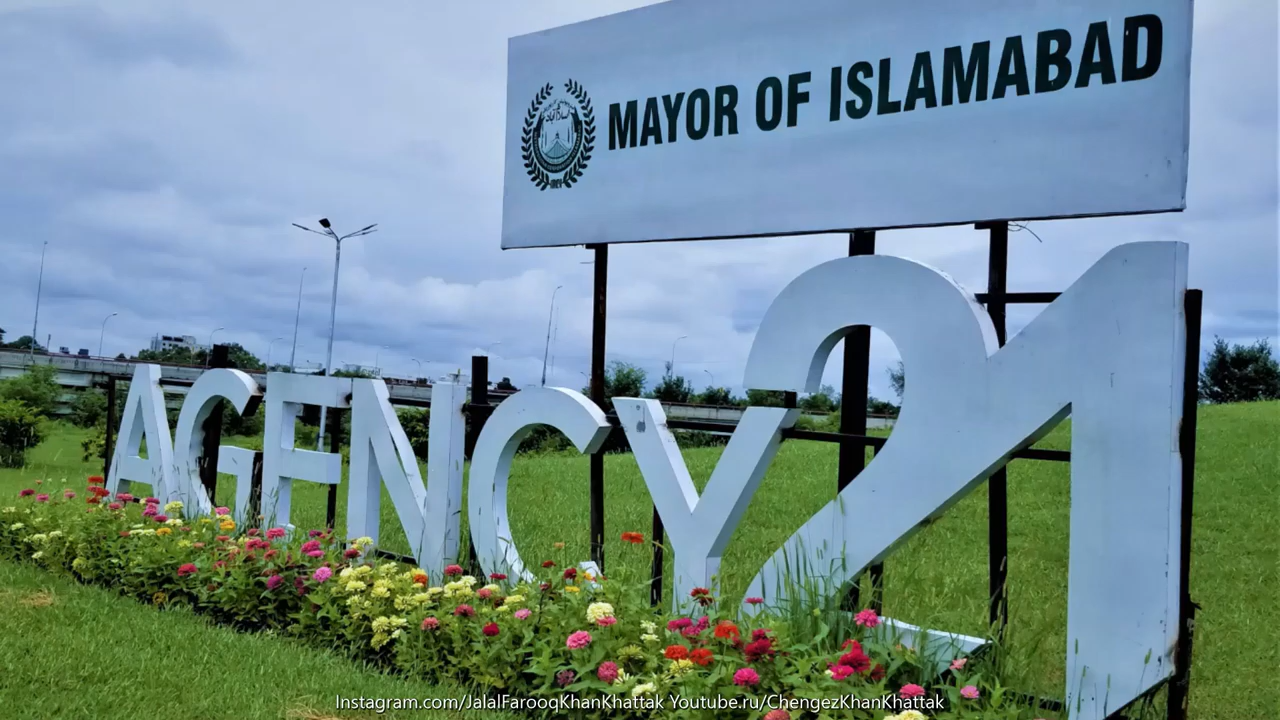 MAYOR OF ISLAMABAD
AGENCY21
Instagram.com/JalalFarooqKhanKhattak Youtube.ru/ChengezKhanKhattak